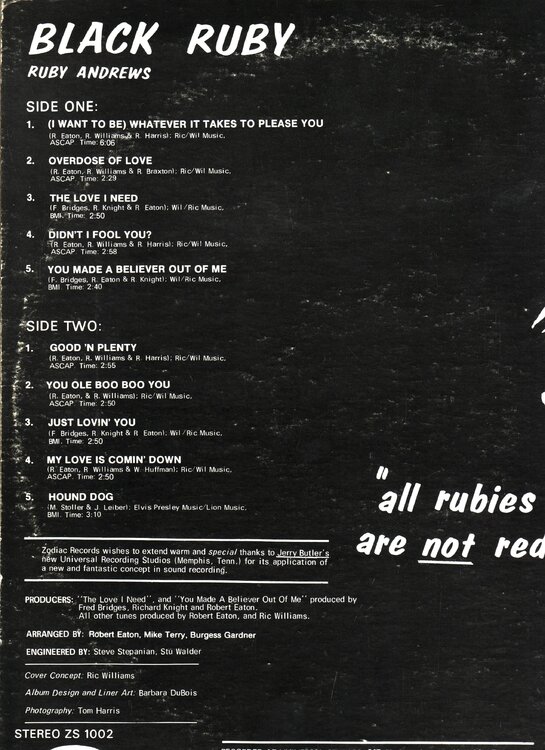 BLACK RUBY
RUBY ANDREWS
SIDE ONE:
1. (I WANT TO BE) WHATEVER IT TAKES TO PLEASE YOU
(R. Eaton, R. Williams & R. Harris); Ric/Wil Music,
ASCAP. Time: 6:06
2. OVERDOSE OF LOVE
(R. Eaton, R. Williams & R. Braxton); Ric/Wil Music,
ASCAP. Time: 2:29
3. THE LOVE I NEED
(F. Bridges, R. Knight & R. Eaton); Wil/Ric Music,
BMI. Time: 2:50
4. DIDN'T I FOOL YOU?
(R. Eaton, R. Williams & R. Harris); Ric/Wil Music,
ASCAP. Time: 2:58
5. YOU MADE A BELIEVER OUT OF ME
(F. Bridges, R. Eaton & R. Knight); Wil/Ric Music.
BMI. Time: 2:40
SIDE TWO:
1. GOOD 'N PLENTY
(R. Eaton, R. Williams & R. Harris); Ric/Wil Music.
ASCAP. Time: 2:55
2. YOU OLE BOO BOO YOU
(R. Eaton, & R. Williams); Ric/Wil Music,
ASCAP. Time: 2:50
3. JUST LOVIN' YOU
(F. Bridges, R. Knight & R. Eaton); Wil/Ric Music.
BMI. Time: 2:50
4. MY LOVE IS COMIN' DOWN
(R. Eaton, R. Williams & W. Huffman); Ric/Wil Music,
ASCAP. Time: 2:50
5. HOUND DOG
(M. Stoller & J. Leiber); Elvis Presley Music/Lion Music.
BMI. Time: 3:10
"all rubies
are not red
Zodiac Records wishes to extend warm and special thanks to Jerry Butler's
new Universal Recording Studios (Memphis, Tenn.) for its application of
a new and fantastic concept in sound recording.
PRODUCERS: "The Love I Need", and "You Made A Believer Out Of Me" produced by
Fred Bridges, Richard Knight and Robert Eaton.
All other tunes produced by Robert Eaton, and Ric Williams.
ARRANGED BY: Robert Eaton, Mike Terry, Burgess Gardner
ENGINEERED BY: Steve Stepanian, Stu Walder
Cover Concept: Ric Williams
Album Design and Liner Art: Barbara DuBois
Photography: Tom Harris
STEREO ZS 1002